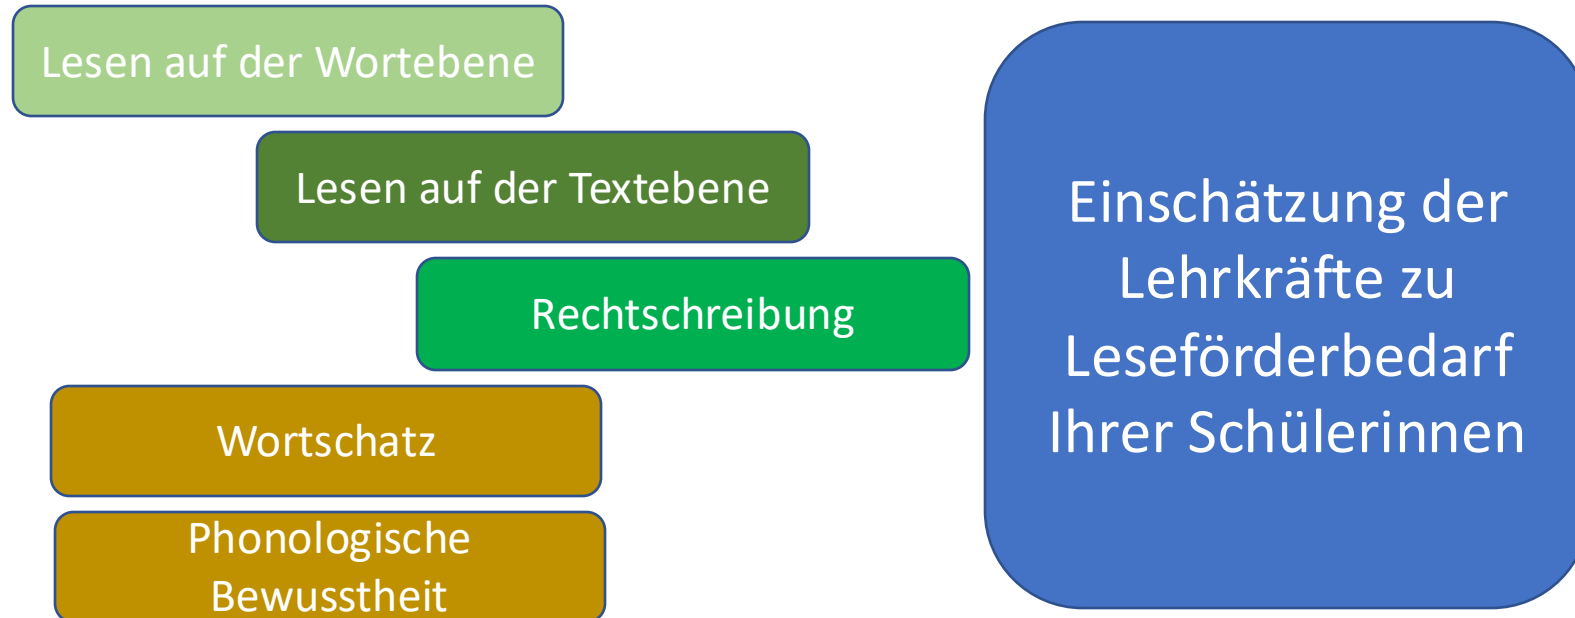 Lesen auf der Wortebene
Lesen auf der Textebene
Rechtschreibung
Wortschatz
Phonologische
Bewusstheit
Einschätzung der
Lehrkräfte zu
Leseförderbedarf
Ihrer Schülerinnen